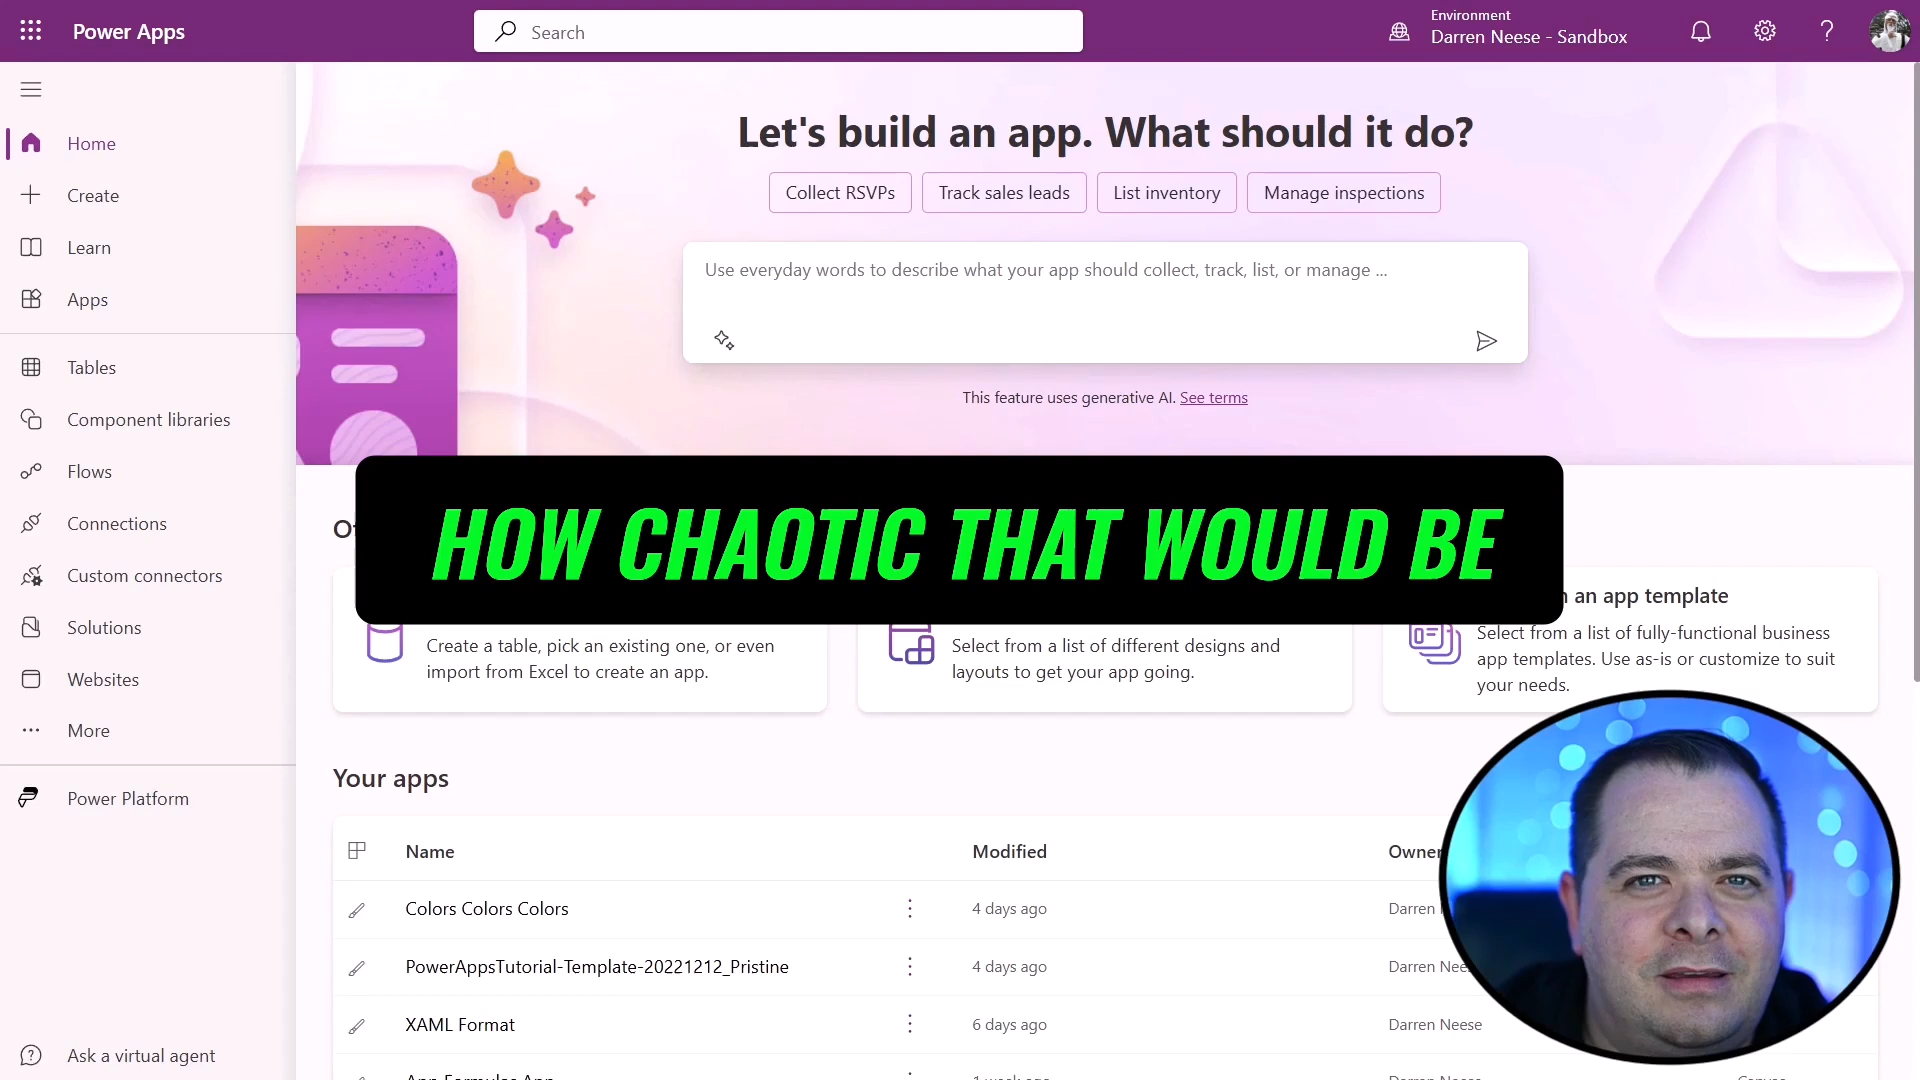 Power Apps
Search
Environment
Darren Neese - Sandbox
Home
Create
Learn
Apps
Tables
Component libraries
Flows
Connections
Custom connectors
Solutions
Websites
More
Power Platform
Ask a virtual agent
Let's build an app. What should it do?
Collect RSVPs
Track sales leads
List inventory
Manage inspections
Use everyday words to describe what your app should collect, track, list, or manage ...
This feature uses generative AI. See terms
HOW CHAOTIC THAT WOULD BE
Create a table, pick an existing one, or even
import from Excel to create an app.
Select from a list of different designs and
layouts to get your app going.
an app template
Select from a list of fully-functional business
app templates. Use as-is or customize to suit
your needs.
Your apps
Name Modified Owner
Colors Colors Colors 4 days ago Darren
PowerAppsTutorial-Template-20221212_Pristine 4 days ago Darren
XAML Format 6 days ago Darren Neese